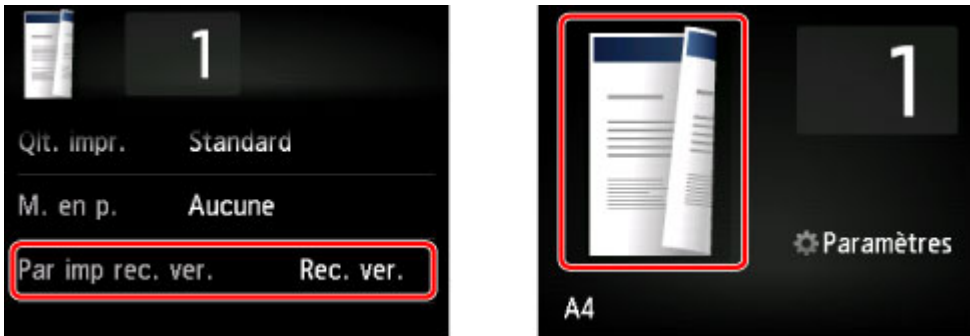 1
Qlt. impr. Standard
M. en p. Aucune
Par imp rec. ver. Rec. ver.
1
Paramètres
A4